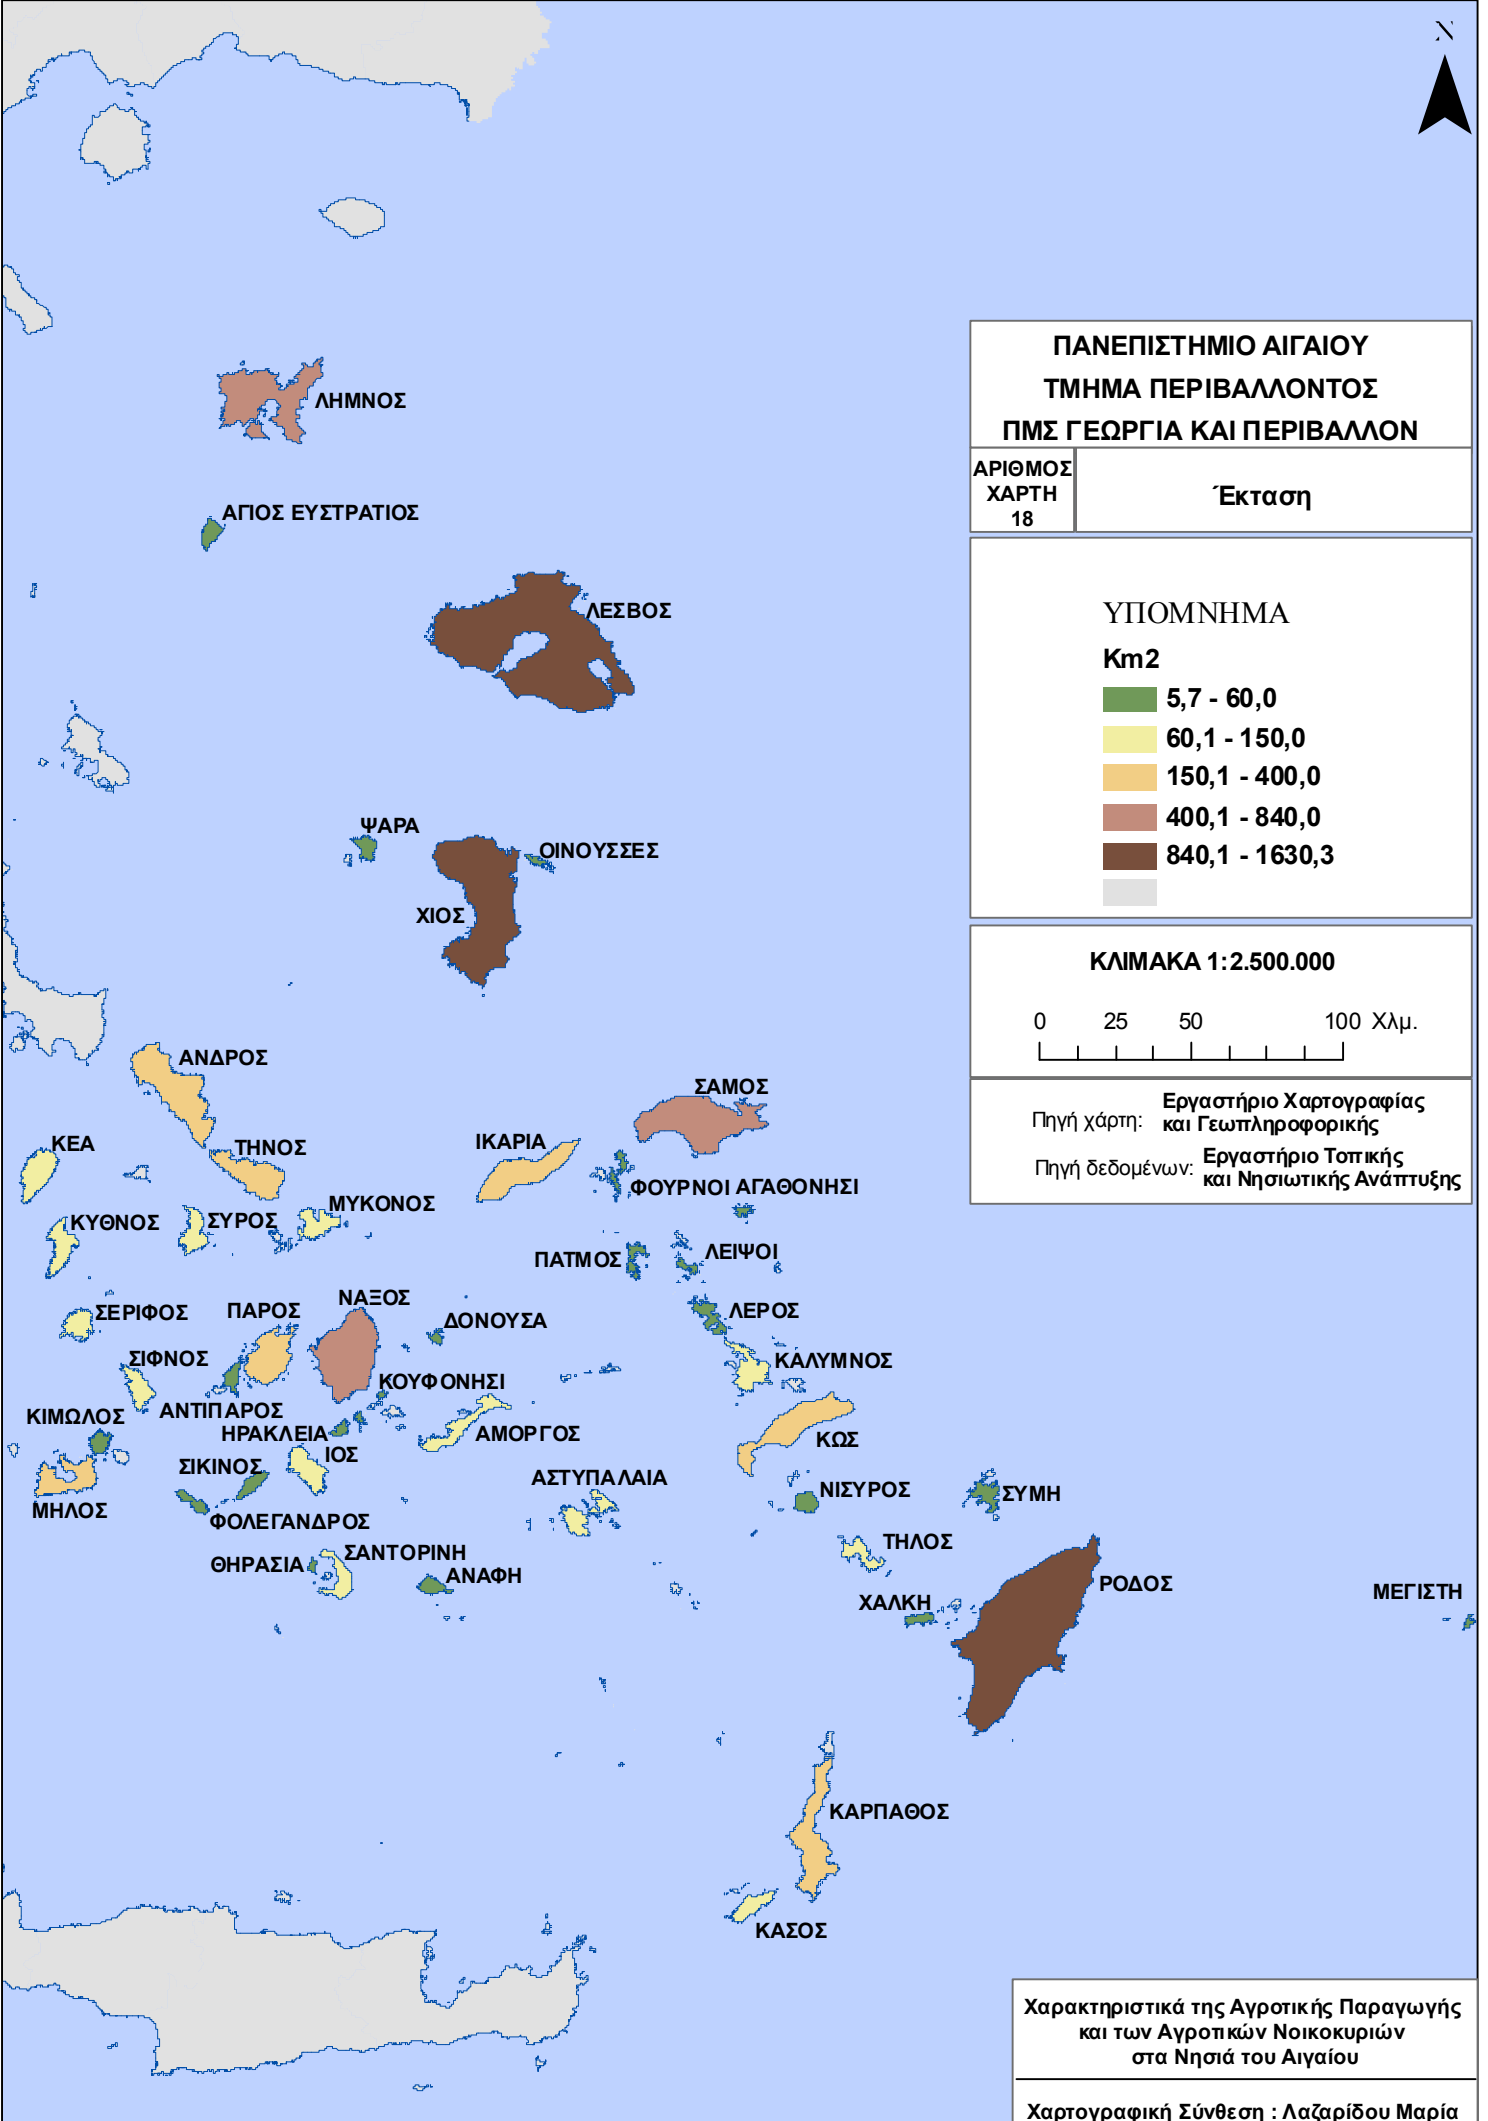 N
ΠΑΝΕΠΙΣΤΗΜΙΟ ΑΙΓΑΙΟΥ
ΤΜΗΜΑ ΠΕΡΙΒΑΛΛΟΝΤΟΣ
ΠΜΣ ΓΕΩΡΓΙΑ ΚΑΙ ΠΕΡΙΒΑΛΛΟΝ
ΑΡΙΘΜΟΣ
ΧΑΡΤΗ
18
Έκταση
ΥΠΟΜΝΗΜΑ
Km2
5,7 - 60,0
60,1 - 150,0
150,1 - 400,0
400,1 - 840,0
840,1 - 1630,3
ΚΛΙΜΑΚΑ 1:2.500.000
0 25 50 100 Χλμ.
Πηγή χάρτη: Εργαστήριο Χαρτογραφίας
και Γεωπληροφορικής
Πηγή δεδομένων: Εργαστήριο Τοπικής
και Νησιωτικής Ανάπτυξης
ΛΗΜΝΟΣ
ΑΓΙΟΣ ΕΥΣΤΡΑΤΙΟΣ
ΛΕΣΒΟΣ
ΨΑΡΑ
ΟΙΝΟΥΣΣΕΣ
ΧΙΟΣ
ΑΝΔΡΟΣ
ΣΑΜΟΣ
ΚΕΑ
ΤΗΝΟΣ
ΙΚΑΡΙΑ
ΦΟΥΡΝΟΙ
ΑΓΑΘΟΝΗΣΙ
ΚΥΘΝΟΣ
ΣΥΡΟΣ
ΜΥΚΟΝΟΣ
ΠΑΤΜΟΣ
ΛΕΙΨΟΙ
ΣΕΡΙΦΟΣ
ΠΑΡΟΣ
ΝΑΞΟΣ
ΔΟΝΟΥΣΑ
ΛΕΡΟΣ
ΣΙΦΝΟΣ
ΚΑΛΥΜΝΟΣ
ΚΟΥΦΟΝΗΣΙ
ΚΙΜΩΛΟΣ
ΑΝΤΙΠΑΡΟΣ
ΗΡΑΚΛΕΙΑ
ΑΜΟΡΓΟΣ
ΚΩΣ
ΙΟΣ
ΣΙΚΙΝΟΣ
ΑΣΤΥΠΑΛΑΙΑ
ΝΙΣΥΡΟΣ
ΣΥΜΗ
ΜΗΛΟΣ
ΦΟΛΕΓΑΝΔΡΟΣ
ΤΗΛΟΣ
ΘΗΡΑΣΙΑ
ΣΑΝΤΟΡΙΝΗ
ΑΝΑΦΗ
ΡΟΔΟΣ
ΧΑΛΚΗ
ΜΕΓΙΣΤΗ
ΚΑΡΠΑΘΟΣ
ΚΑΣΟΣ
Χαρακτηριστικά της Αγροτικής Παραγωγής
και των Αγροτικών Νοικοκυριών
στα Νησιά του Αιγαίου
Χαρτογραφική Σύνθεση : Λαζαρίδου Μαρία